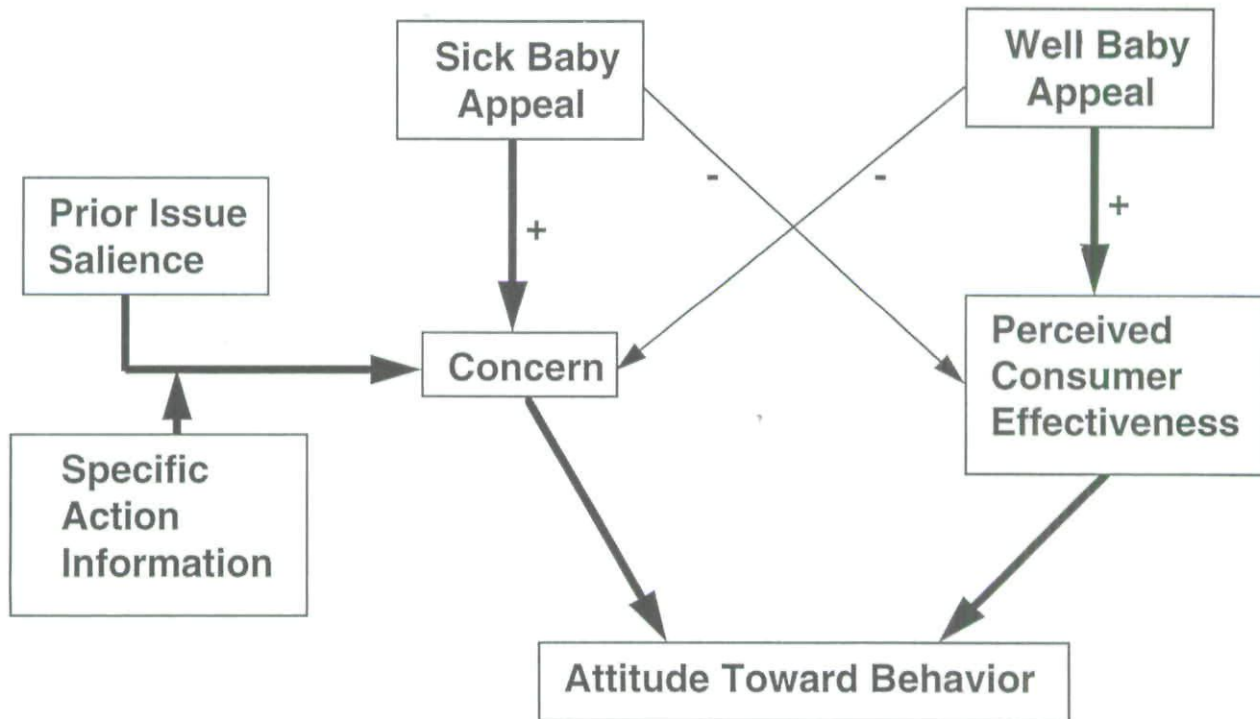 Sick Baby
Appeal
Well Baby
Appeal
-
-
Prior Issue
Salience
+
+
Concern
Perceived
Consumer
Effectiveness
Specific
Action
Information
Attitude Toward Behavior